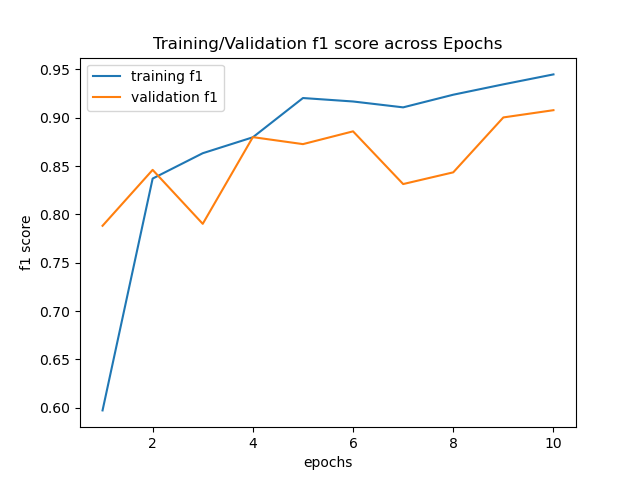 Training/Validation f1 score across Epochs
training f1
validation f1
f1 score
0.95
0.90
0.85
0.80
0.75
0.70
0.65
0.60
2 4 6 8 10
epochs